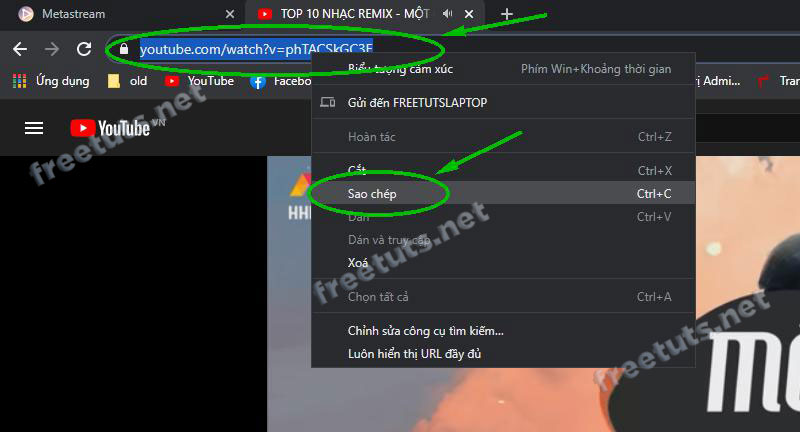 Metastream
TOP 10 NHẠC REMIX - MỘT
youtube.com/watch?v=phTACSkGC3E
Ứng dụng
old
YouTube
Facebo
ị Admi...
Tran
YouTube VN
Biểu tượng cảm xúc Phím Win+Khoảng thời gian
Gửi đến FREETUTSLAPTOP
Hoàn tác Ctrl+Z
Cắt Ctrl+X
Sao chép Ctrl+C
Dán Ctrl+V
Dán và truy cập
Xoá
Chọn tất cả Ctrl+A
Chỉnh sửa công cụ tìm kiếm...
Luôn hiển thị URL đầy đủ
freetuts.net
freetuts.net
freetuts.net
freetuts.net